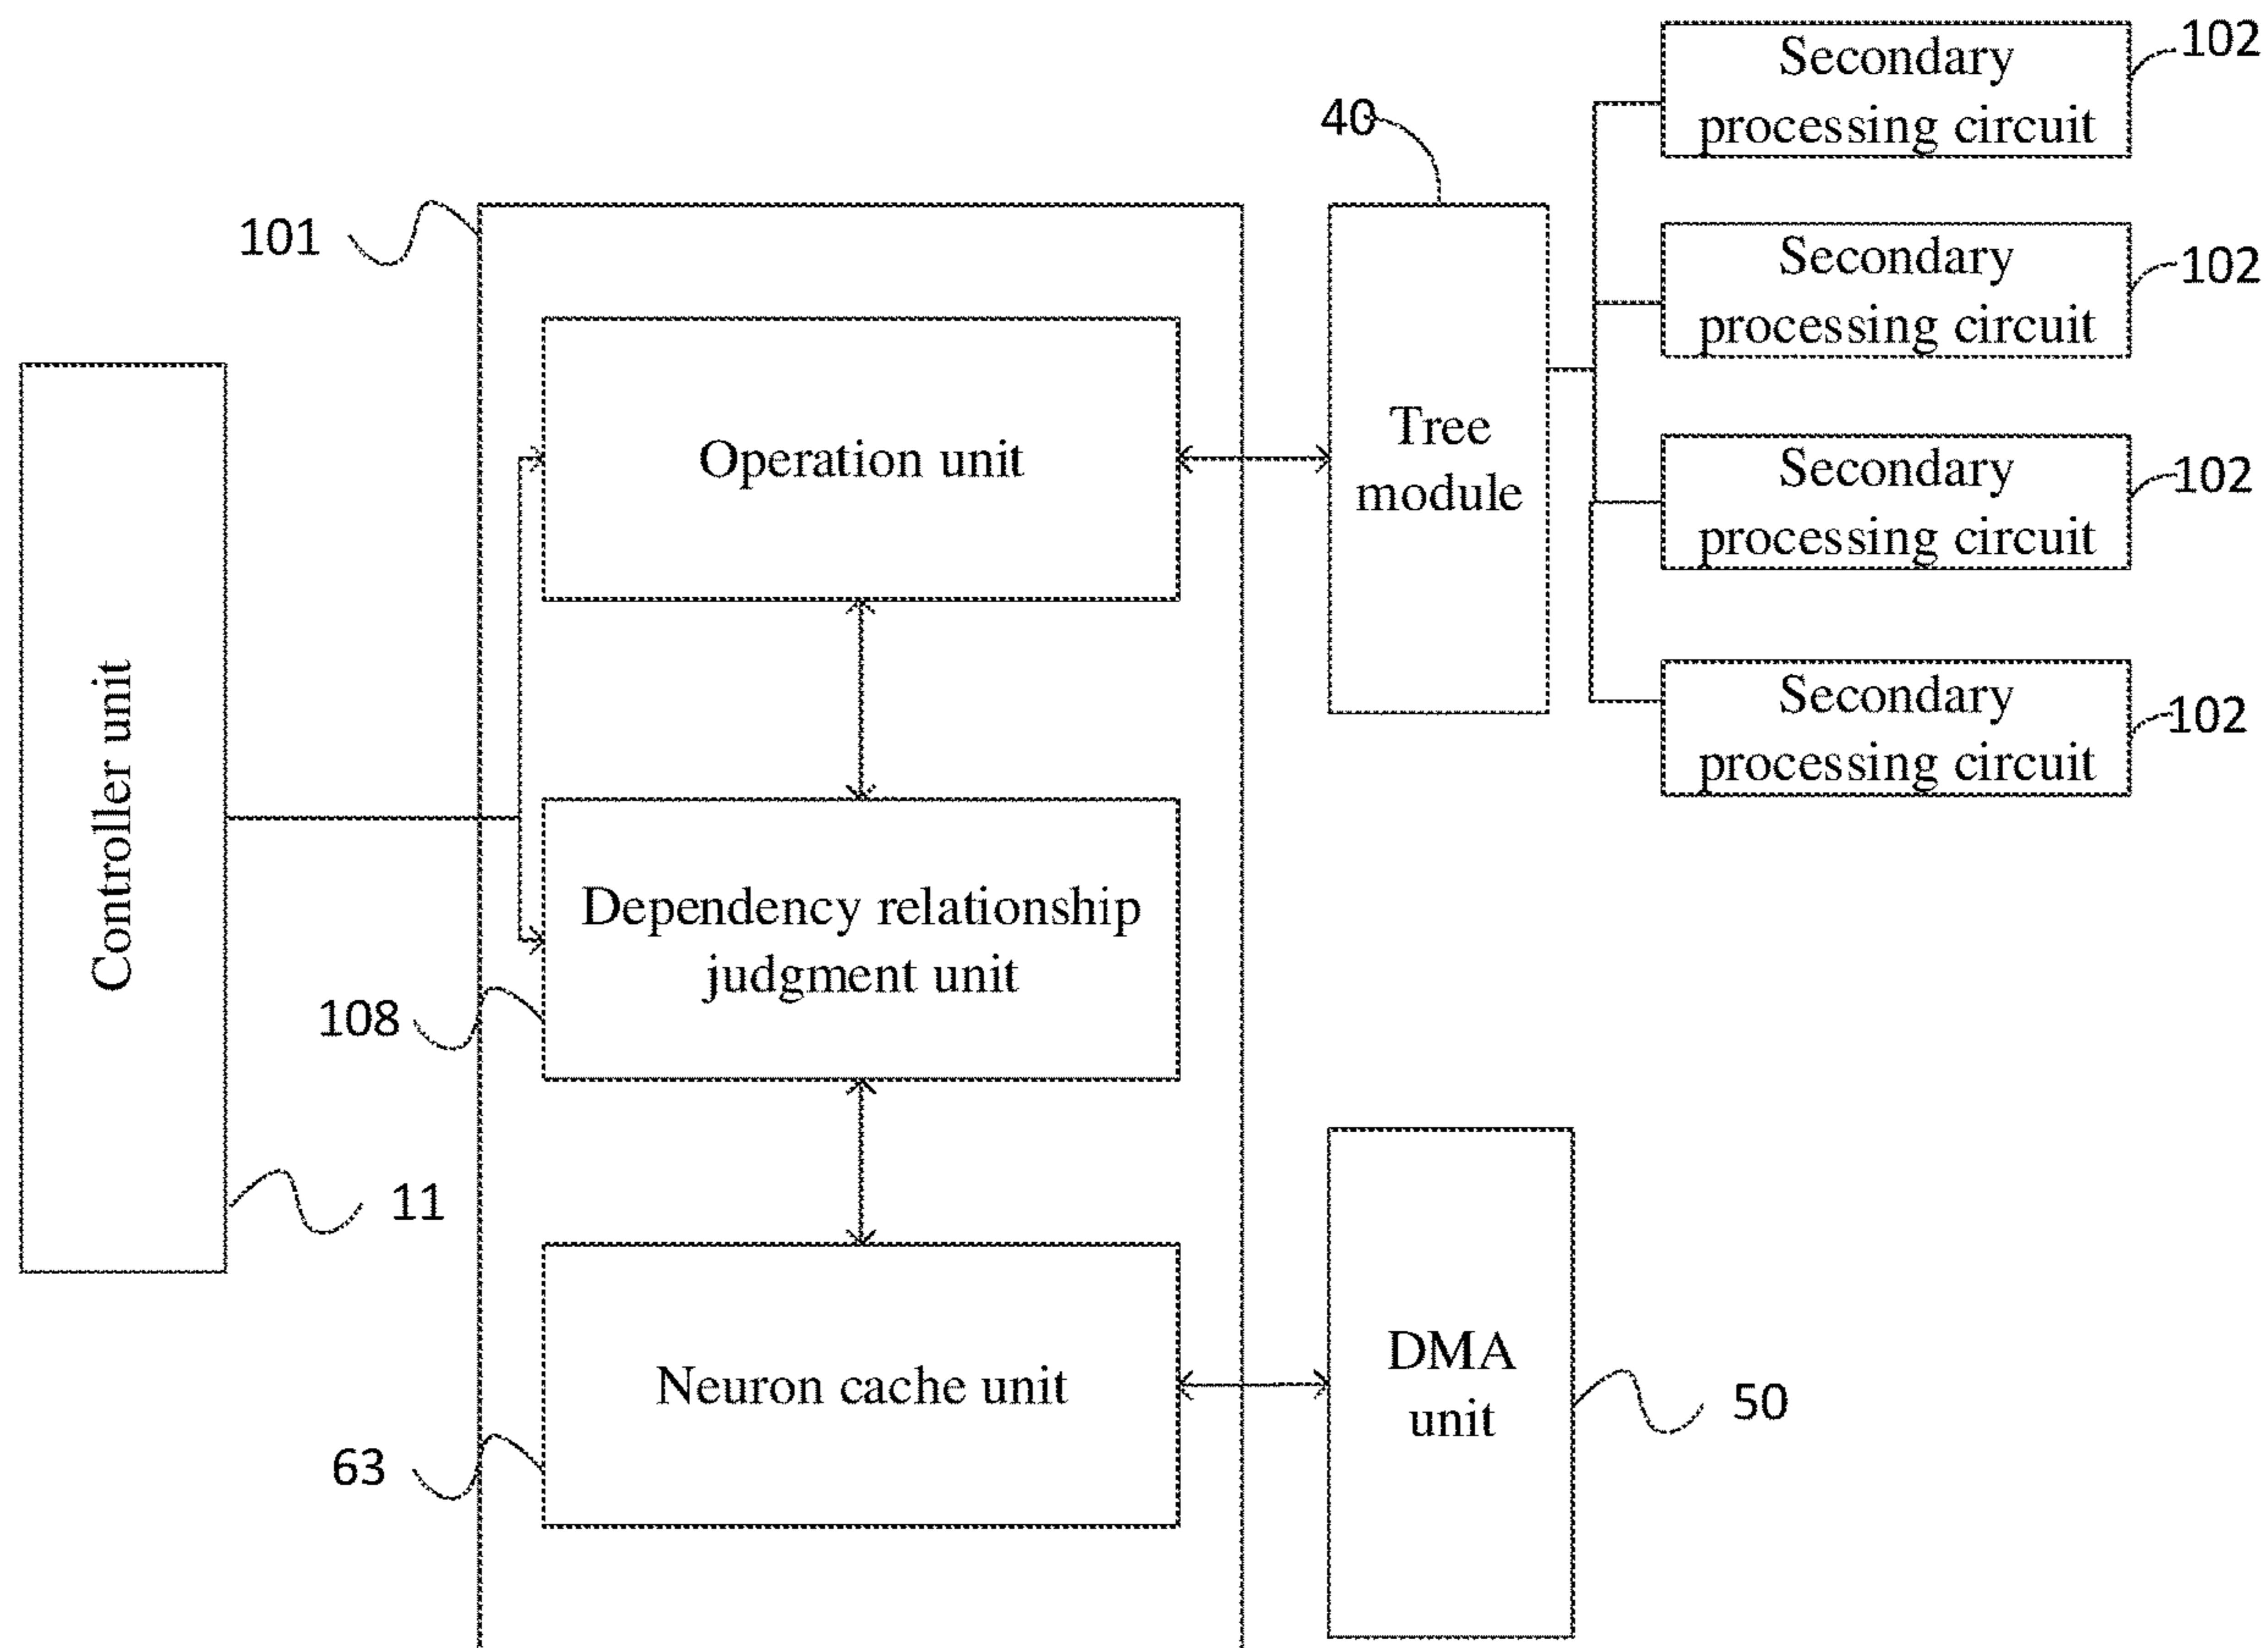 Secondary
processing circuit
102
40
Secondary
processing circuit
102
101
Operation unit
Tree
module
Secondary
processing circuit
102
Controller unit
Secondary
processing circuit
102
Dependency relationship
judgment unit
108
11
Neuron cache unit
DMA
unit
50
63